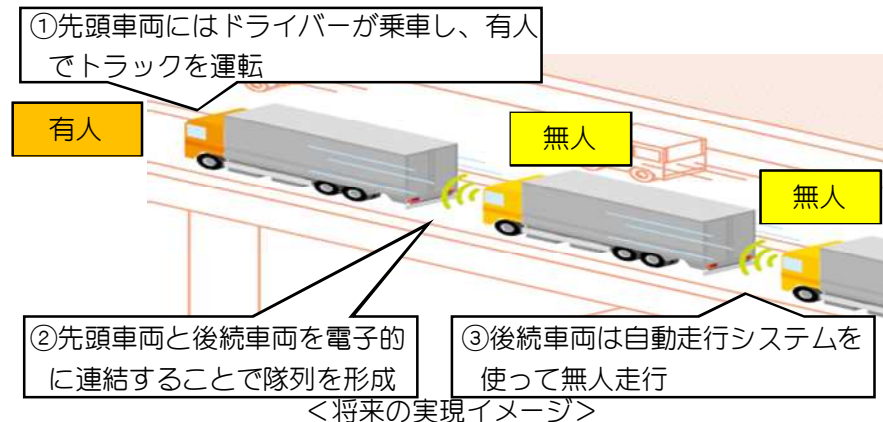 ①先頭車両にはドライバーが乗車し、有人
でトラックを運転
有人
無人
無人
②先頭車両と後続車両を電子的
に連結することで隊列を形成
③後続車両は自動走行システムを
使って無人走行
＜将来の実現イメージ＞